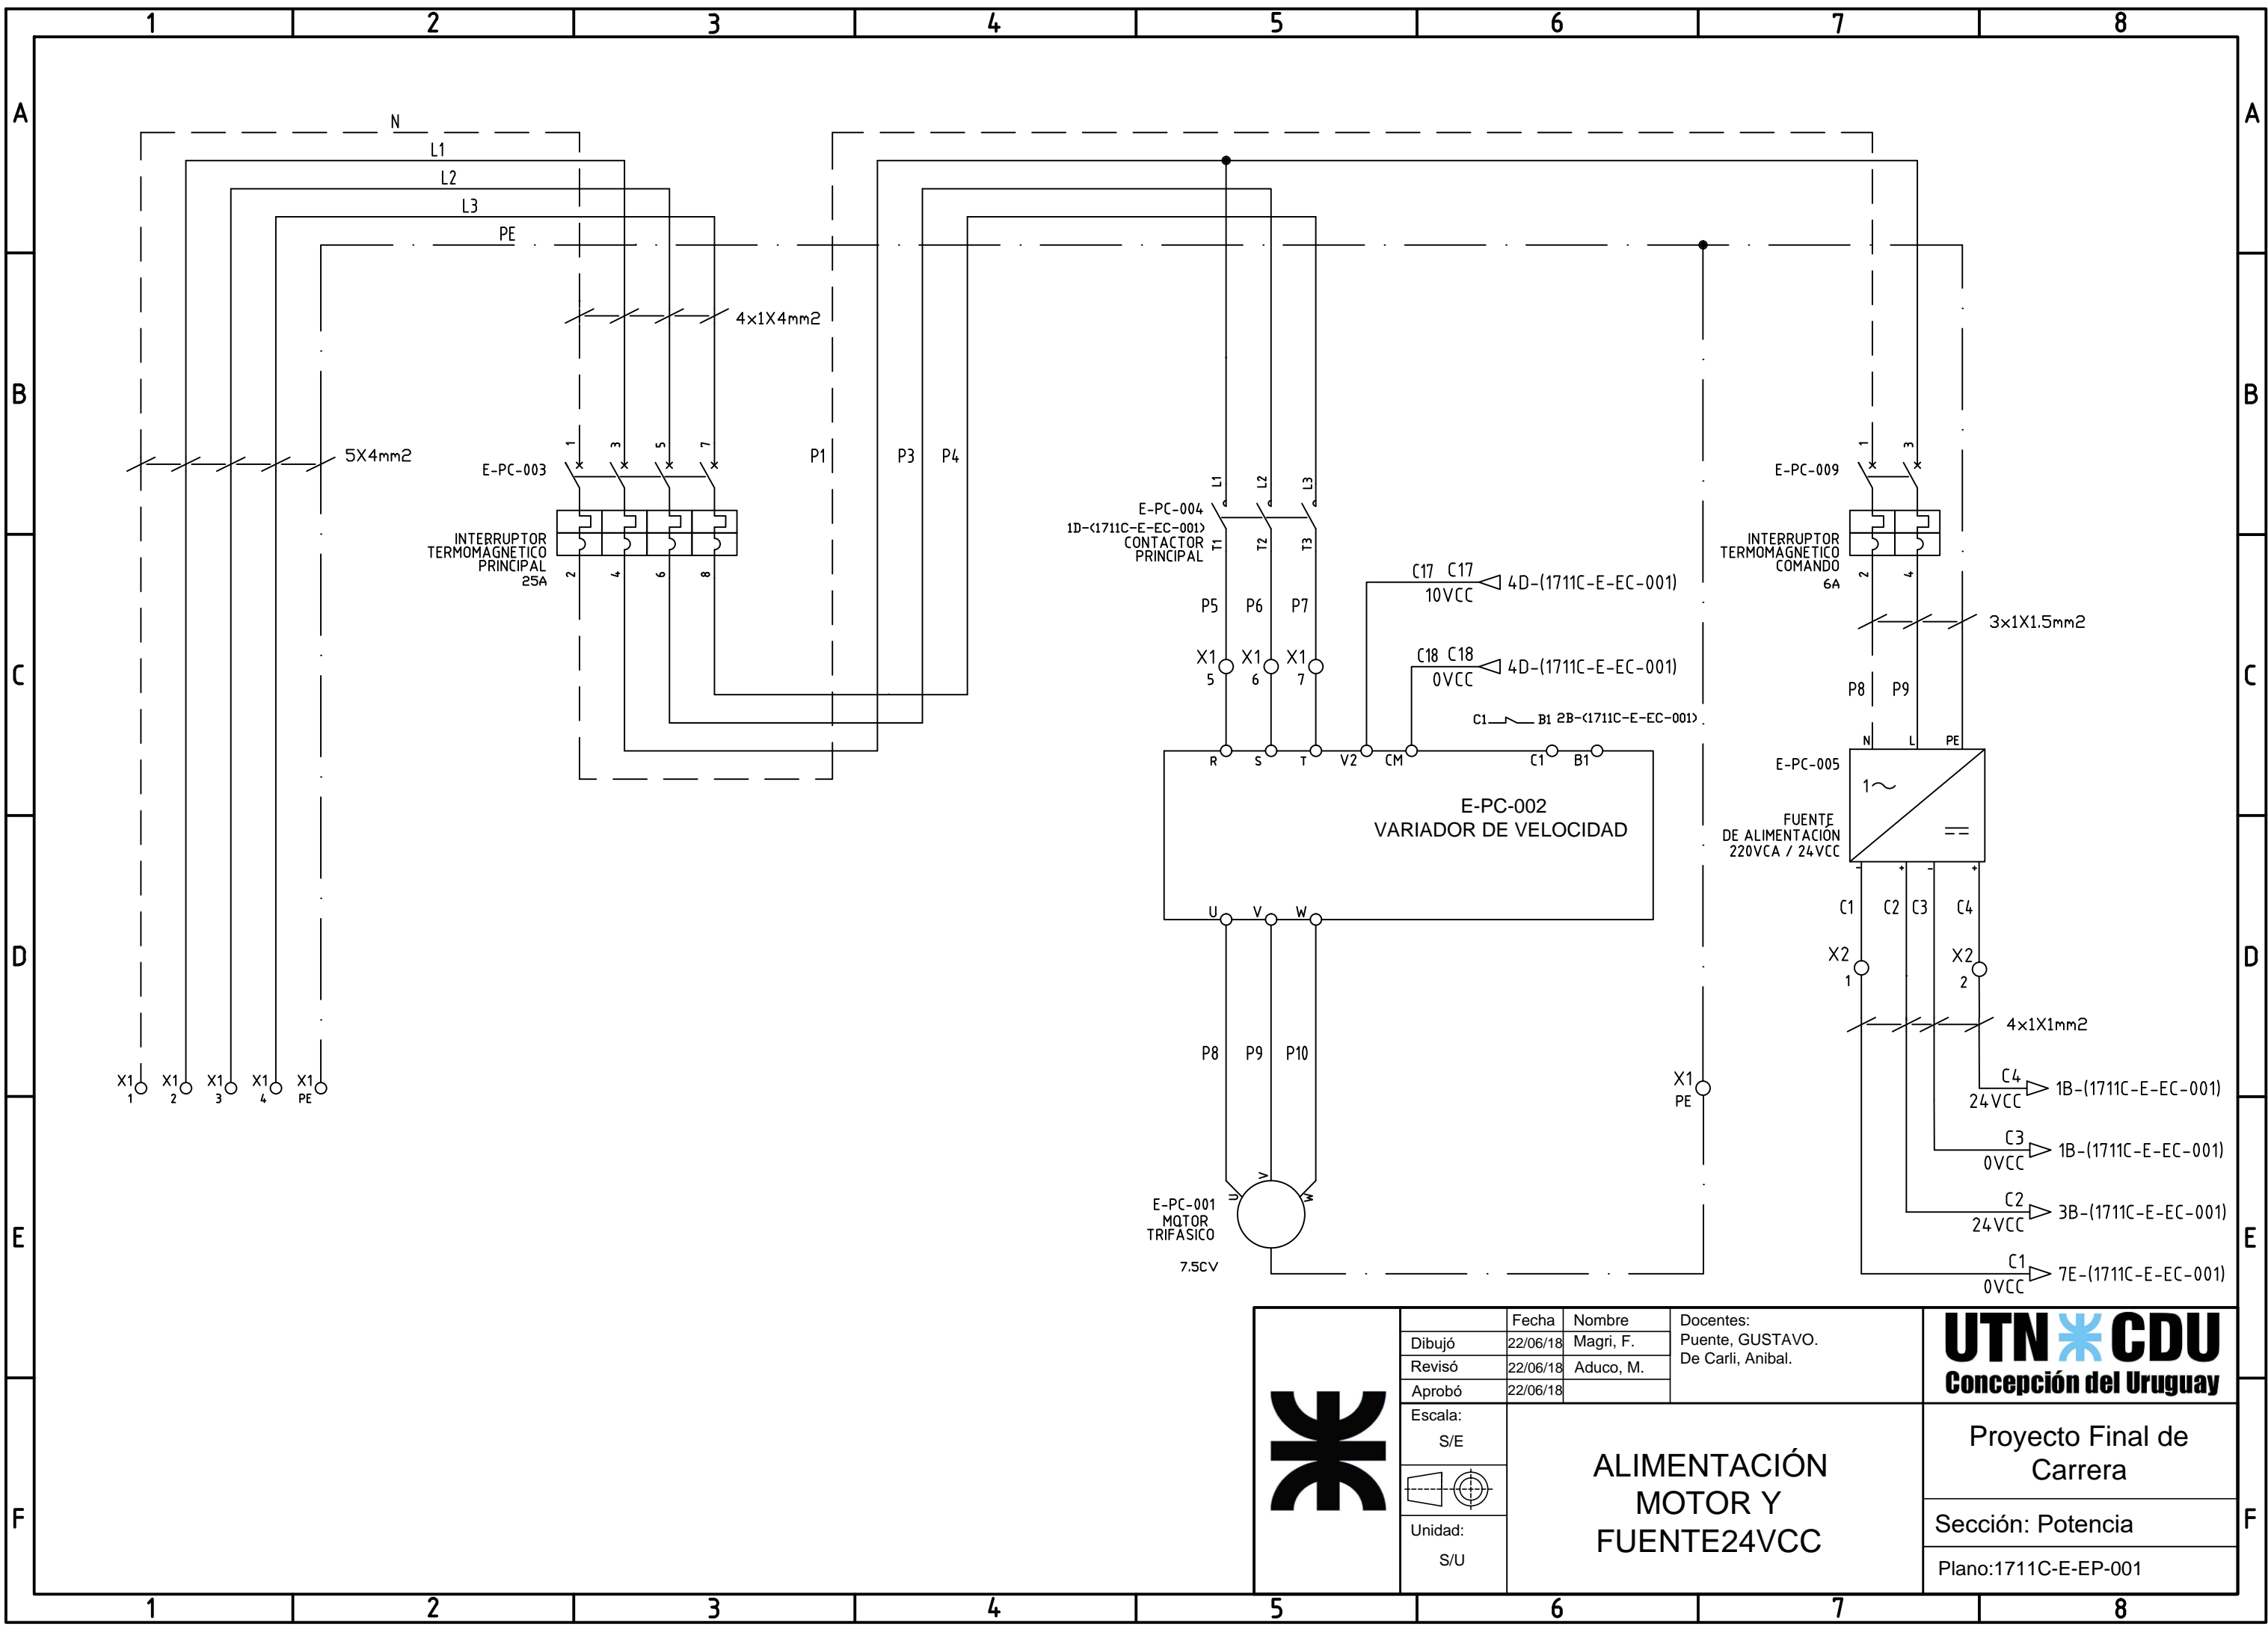 1 2 3 4 5 6 7 8
A A
N
L1
L2
L3
PE
4x1X4mm2
B B
5X4mm2
1 3 5 7
E-PC-003
INTERRUPTOR
TERMOMAGNETICO
PRINCIPAL
25A
2 4 6 8
P1 P3 P4
L1 L2 L3
E-PC-004
1D-(1711C-E-EC-001)
CONTACTOR
PRINCIPAL
T1 T2 T3
P5 P6 P7
X1 X1 X1
5 6 7
C17 C17 4D-(1711C-E-EC-001)
10VCC
C18 C18 4D-(1711C-E-EC-001)
0VCC
C1 B1 2B-(1711C-E-EC-001)
1 3
E-PC-009
INTERRUPTOR
TERMOMAGNETICO
COMANDO
6A
2 4
3x1X1.5mm2
C C
P8 P9
N L PE
R S T V2 CM C1 B1
E-PC-002
VARIADOR DE VELOCIDAD
U V W
E-PC-005
1
FUENTE
DE ALIMENTACIÓN
220VCA / 24VCC
- + - +
C1 C2 C3 C4
D D
X2 X2
1 2
4x1X1mm2
P8 P9 P10
X1 X1 X1 X1 X1
1 2 3 4 PE
X1
PE
C4 1B-(1711C-E-EC-001)
24VCC
C3 1B-(1711C-E-EC-001)
0VCC
C2 3B-(1711C-E-EC-001)
24VCC
C1 7E-(1711C-E-EC-001)
0VCC
U V W
E-PC-001
MOTOR
TRIFÁSICO
7.5CV
E E
Fecha Nombre
Dibujó 22/06/18 Magri, F.
Revisó 22/06/18 Aduco, M.
Aprobó 22/06/18
Docentes:
Puente, GUSTAVO.
De Carli, Anibal.
UTN CDU
Concepción del Uruguay
Escala:
S/E
Unidad:
S/U
ALIMENTACIÓN
MOTOR Y
FUENTE24VCC
Proyecto Final de
Carrera
Sección: Potencia
Plano:1711C-E-EP-001
F F
1 2 3 4 5 6 7 8